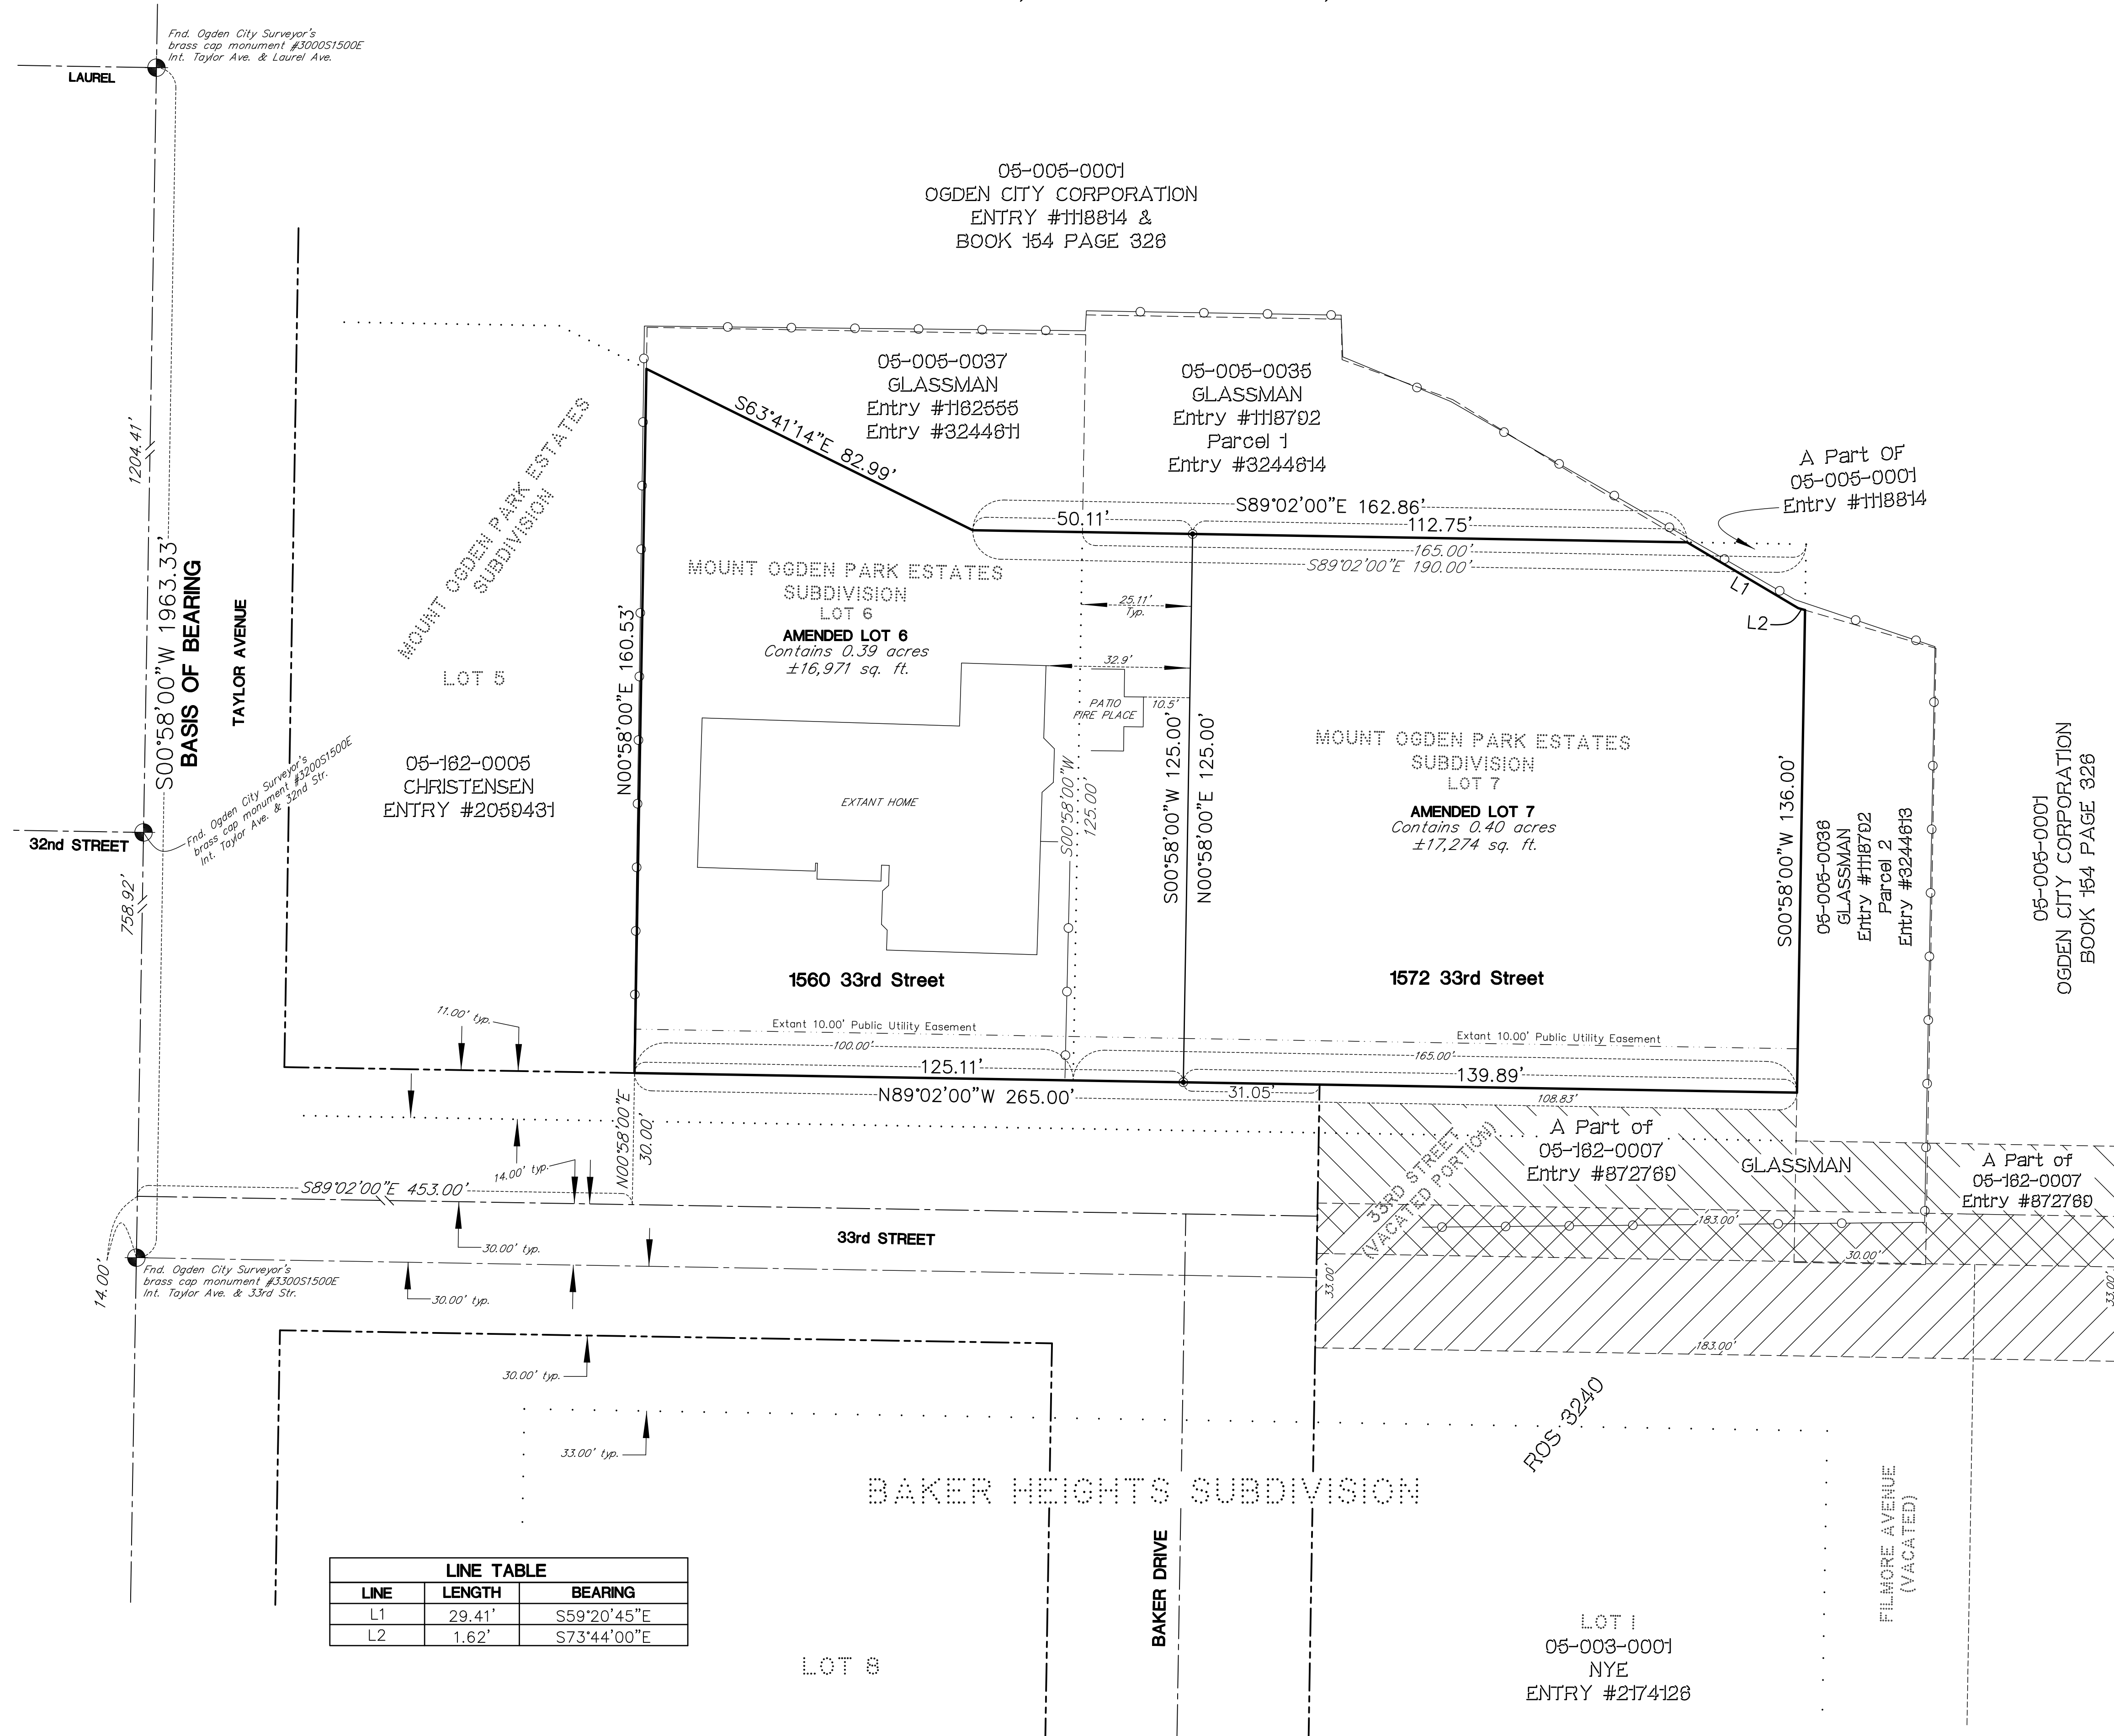 Fnd. Ogden City Surveyor's
brass cap monument #3000S1500E
Int. Taylor Ave. & Laurel Ave.
LAUREL
05-005-0001
OGDEN CITY CORPORATION
ENTRY #1118814 &
BOOK 154 PAGE 326
1204.41'
S00°58'00"W 1963.33'
BASIS OF BEARING
TAYLOR AVENUE
MOUNT OGDEN PARK ESTATES
SUBDIVISION
LOT 5
05-162-0005
CHRISTENSEN
ENTRY #2059431
Fnd. Ogden City Surveyor's
brass cap monument #3200S1500E
Int. Taylor Ave. & 32nd Str.
32nd STREET
758.92'
05-005-0037
GLASSMAN
Entry #1162555
Entry #3244611
05-005-0035
GLASSMAN
Entry #1118792
Parcel 1
Entry #3244614
A Part OF
05-005-0001
Entry #1118814
S63°41'14"E 82.99'
S89°02'00"E 162.86'
50.11'
112.75'
165.00'
S89°02'00"E 190.00'
L1
L2
N00°58'00"E 160.53'
MOUNT OGDEN PARK ESTATES
SUBDIVISION
LOT 6
AMENDED LOT 6
Contains 0.39 acres
±16,971 sq. ft.
25.11'
Typ.
32.9'
PATIO
FIRE PLACE
10.5'
EXTANT HOME
S00°58'00"W
125.00'
S00°58'00"W 125.00'
N00°58'00"E 125.00'
MOUNT OGDEN PARK ESTATES
SUBDIVISION
LOT 7
AMENDED LOT 7
Contains 0.40 acres
±17,274 sq. ft.
S00°58'00"W 136.00'
05-005-0036
GLASSMAN
Entry #1118792
Parcel 2
Entry #3244613
05-005-0001
OGDEN CITY CORPORATION
BOOK 154 PAGE 326
1560 33rd Street
1572 33rd Street
Extant 10.00' Public Utility Easement
Extant 10.00' Public Utility Easement
11.00' typ.
100.00'
165.00'
125.11'
139.89'
N89°02'00"W 265.00'
31.05'
108.83'
N00°58'00"E
30.00'
14.00' typ.
S89°02'00"E 453.00'
33RD STREET
(VACATED PORTION)
A Part of
05-162-0007
Entry #872760
GLASSMAN
A Part of
05-162-0007
Entry #872760
183.00'
30.00'
33.00'
33.00'
183.00'
30.00' typ.
33rd STREET
14.00'
Fnd. Ogden City Surveyor's
brass cap monument #3300S1500E
Int. Taylor Ave. & 33rd Str.
30.00' typ.
30.00' typ.
33.00' typ.
ROS 3240
BAKER HEIGHTS SUBDIVISION
BAKER DRIVE
FILMORE AVENUE
(VACATED)
LINE TABLE
LINE LENGTH BEARING
L1 29.41' S59°20'45"E
L2 1.62' S73°44'00"E
LOT 8
LOT 1
05-003-0001
NYE
ENTRY #2174126